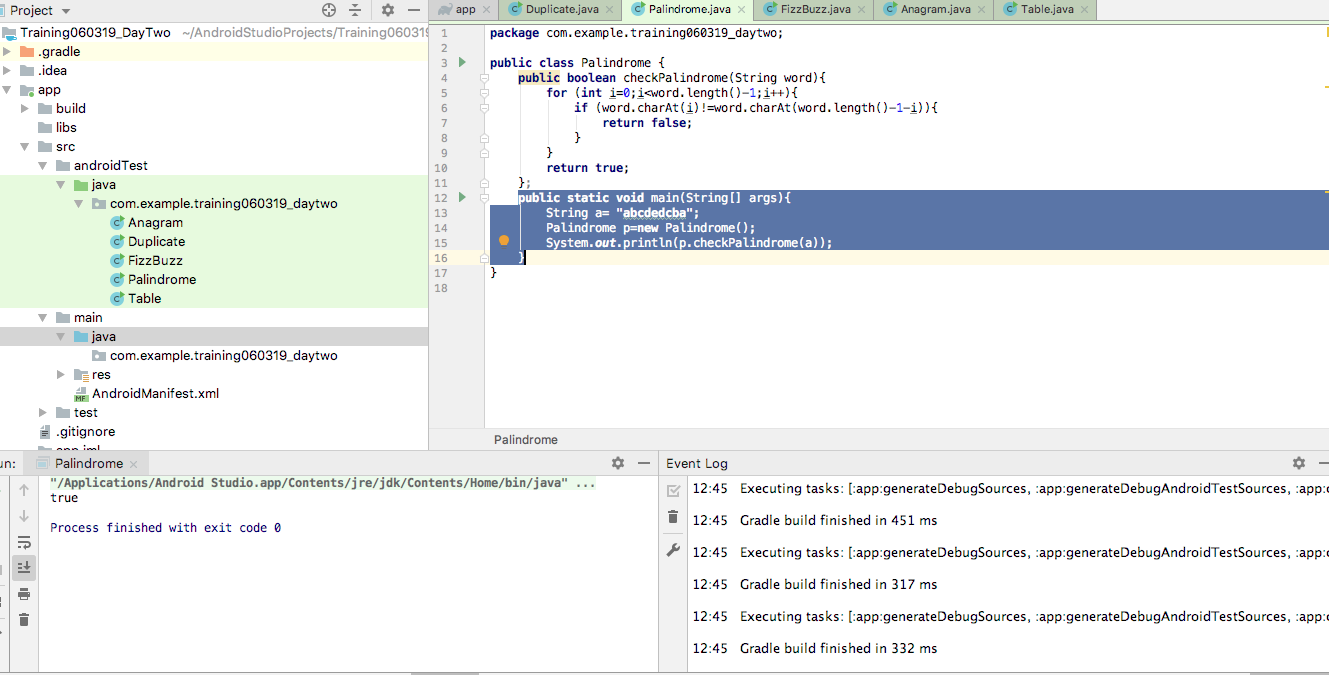 Project
app
Duplicate.java
Palindrome.java
FizzBuzz.java
Anagram.java
Table.java
Training060319_DayTwo ~/AndroidStudioProjects/Training060319
.gradle
.idea
app
build
libs
src
androidTest
java
com.example.training060319_daytwo
Anagram
Duplicate
FizzBuzz
Palindrome
Table
main
java
com.example.training060319_daytwo
res
AndroidManifest.xml
test
.gitignore
app.iml
1 package com.example.training060319_daytwo;
2
3 public class Palindrome {
4 public boolean checkPalindrome(String word){
5 for (int i=0;i<word.length()-1;i++){
6 if (word.charAt(i)!=word.charAt(word.length()-1-i)){
7 return false;
8 }
9 }
10 return true;
11 };
12 public static void main(String[] args){
13 String a= "abcdedcba";
14 Palindrome p=new Palindrome();
15 System.out.println(p.checkPalindrome(a));
16 }
17 }
18
Palindrome
un: Palindrome
"/Applications/Android Studio.app/Contents/jre/jdk/Contents/Home/bin/java" ...
true
Process finished with exit code 0
Event Log
12:45 Executing tasks: [:app:generateDebugSources, :app:generateDebugAndroidTestSources, :app:c
12:45 Gradle build finished in 451 ms
12:45 Executing tasks: [:app:generateDebugSources, :app:generateDebugAndroidTestSources, :app:c
12:45 Gradle build finished in 317 ms
12:45 Executing tasks: [:app:generateDebugSources, :app:generateDebugAndroidTestSources, :app:c
12:45 Gradle build finished in 332 ms